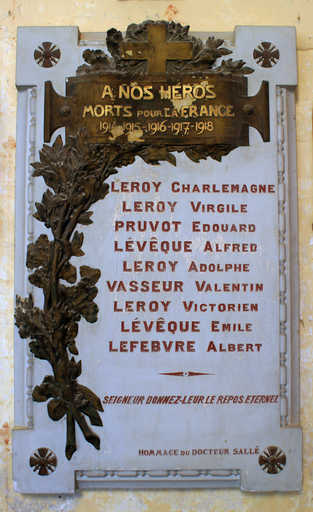 A NOS HÉROS
MORTS POUR LA FRANCE
1914-1915-1916-1917-1918
LEROY CHARLEMAGNE
LEROY VIRGILE
PRUVOT EDOUARD
LÉVÊQUE ALFRED
LEROY ADOLPHE
VASSEUR VALENTIN
LEROY VICTORIEN
LÉVÊQUE EMILE
LEFEBVRE ALBERT
SEIGNEUR DONNEZ-LEUR LE REPOS ETERNEL
HOMMAGE DU DOCTEUR SALLÉ